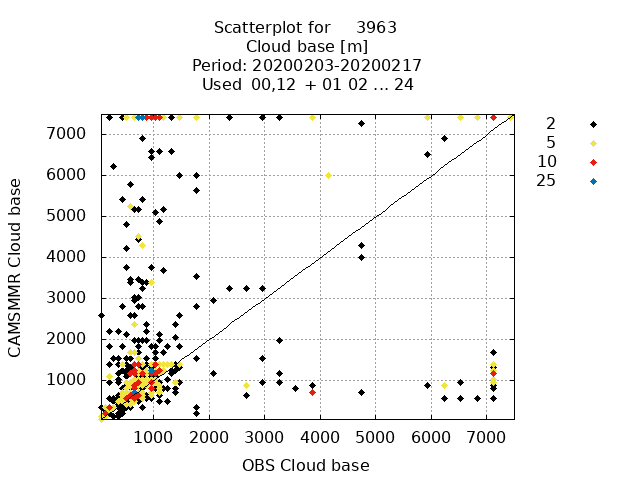 Scatterplot for 3963
Cloud base [m]
Period: 20200203-20200217
Used 00,12 + 01 02 ... 24
2
5
10
25
7000
6000
5000
4000
3000
2000
1000
CAMSMMR Cloud base
1000 2000 3000 4000 5000 6000 7000
OBS Cloud base